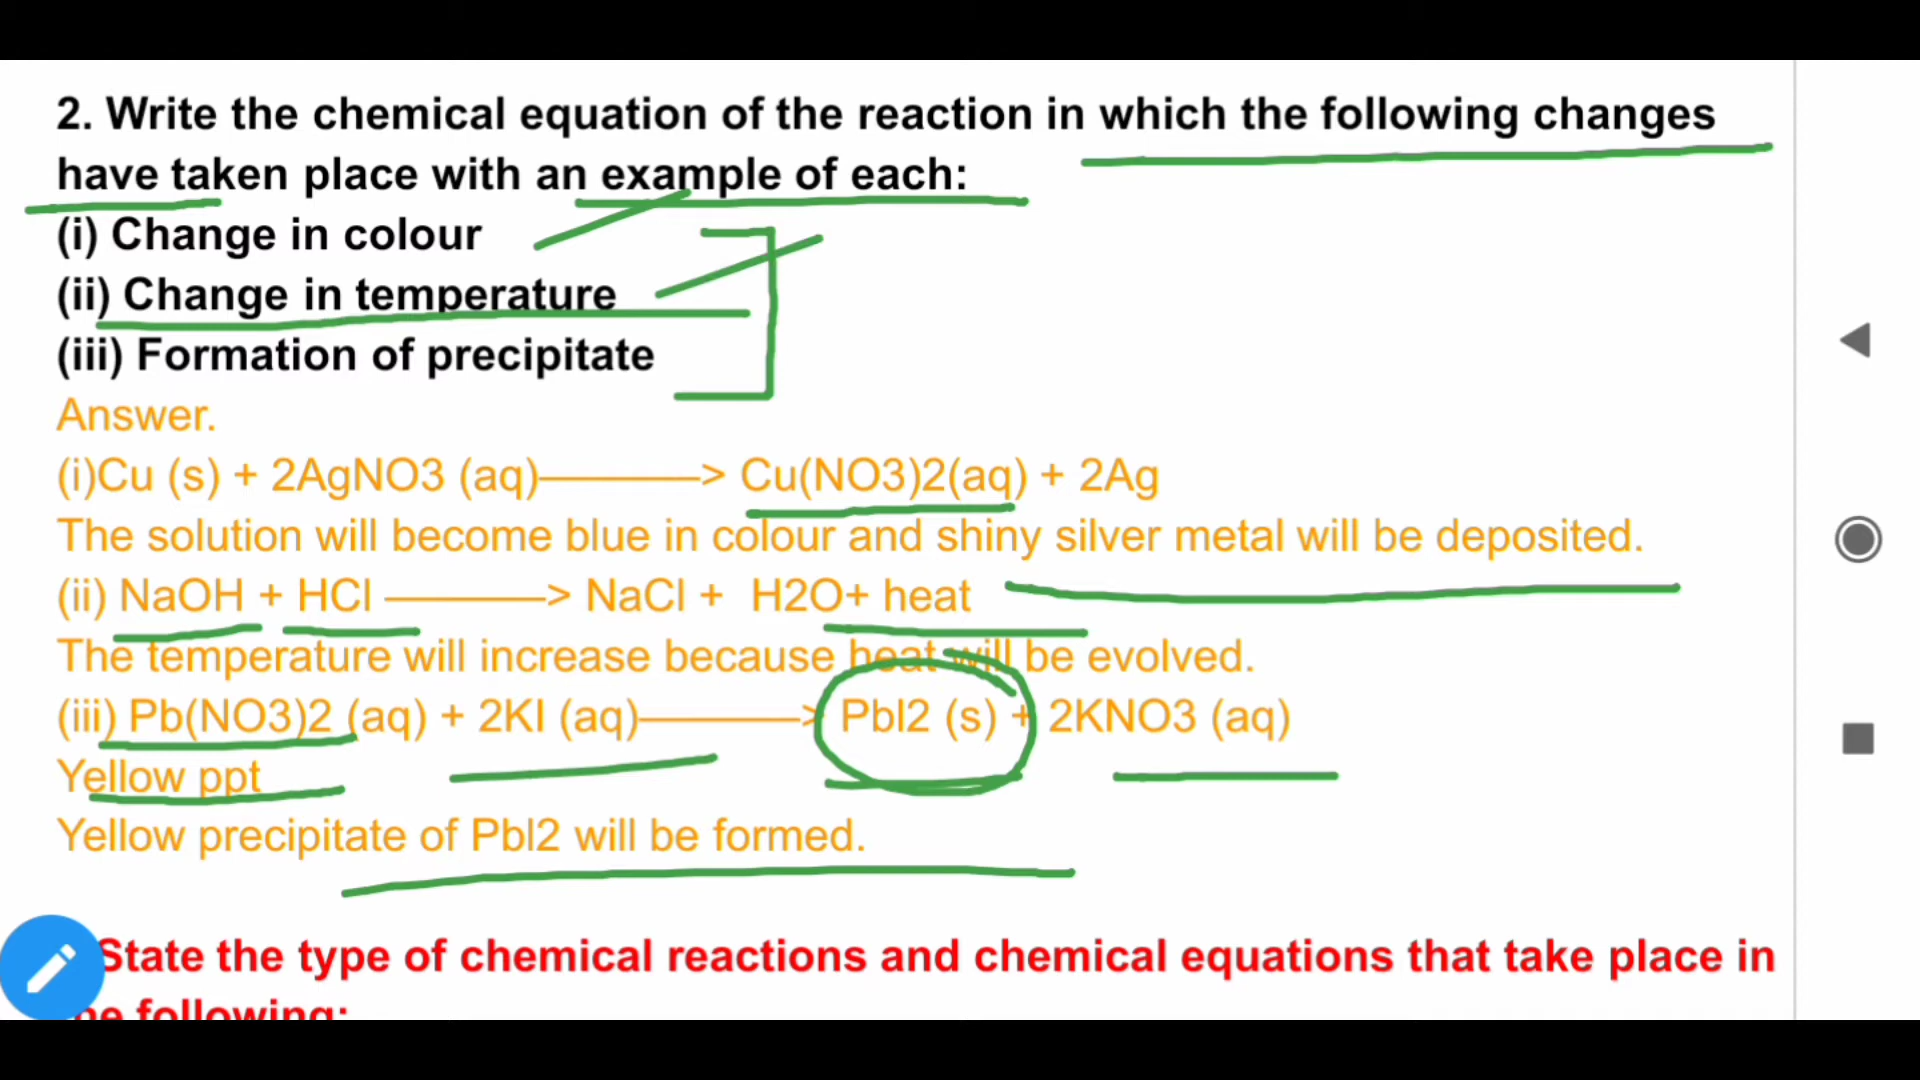 2. Write the chemical equation of the reaction in which the following changes
have taken place with an example of each:
(i) Change in colour
(ii) Change in temperature
(iii) Formation of precipitate
Answer.
(i)Cu (s) + 2AgNO3 (aq)————> Cu(NO3)2(aq) + 2Ag
The solution will become blue in colour and shiny silver metal will be deposited.
(ii) NaOH + HCl ————> NaCl + H2O+ heat
The temperature will increase because heat will be evolved.
(iii) Pb(NO3)2 (aq) + 2KI (aq)————> PbI2 (s) + 2KNO3 (aq)
Yellow ppt
Yellow precipitate of PbI2 will be formed.
State the type of chemical reactions and chemical equations that take place in
he following: